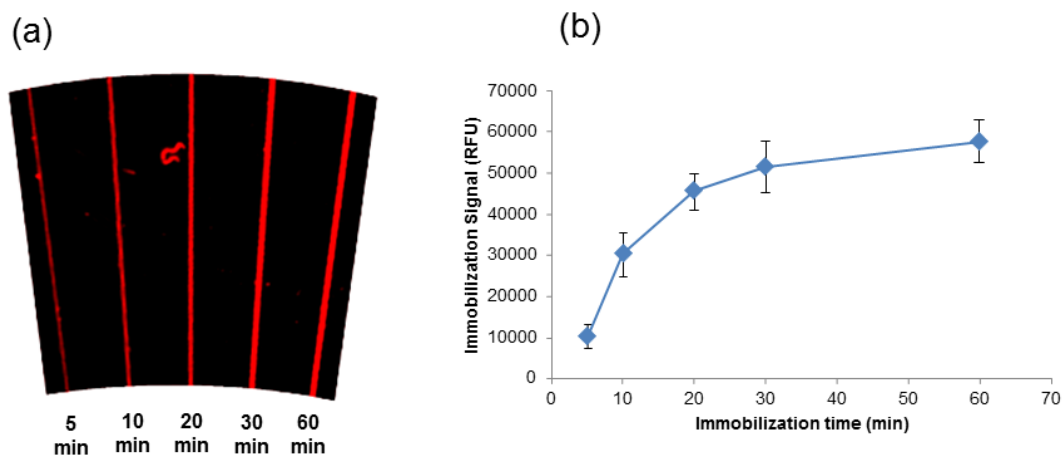 (a)
5 10 20 30 60
min min min min min
(b)
70000
60000
50000
40000
30000
20000
10000
0
0 10 20 30 40 50 60 70
Immobilization Signal (RFU)
Immobilization time (min)